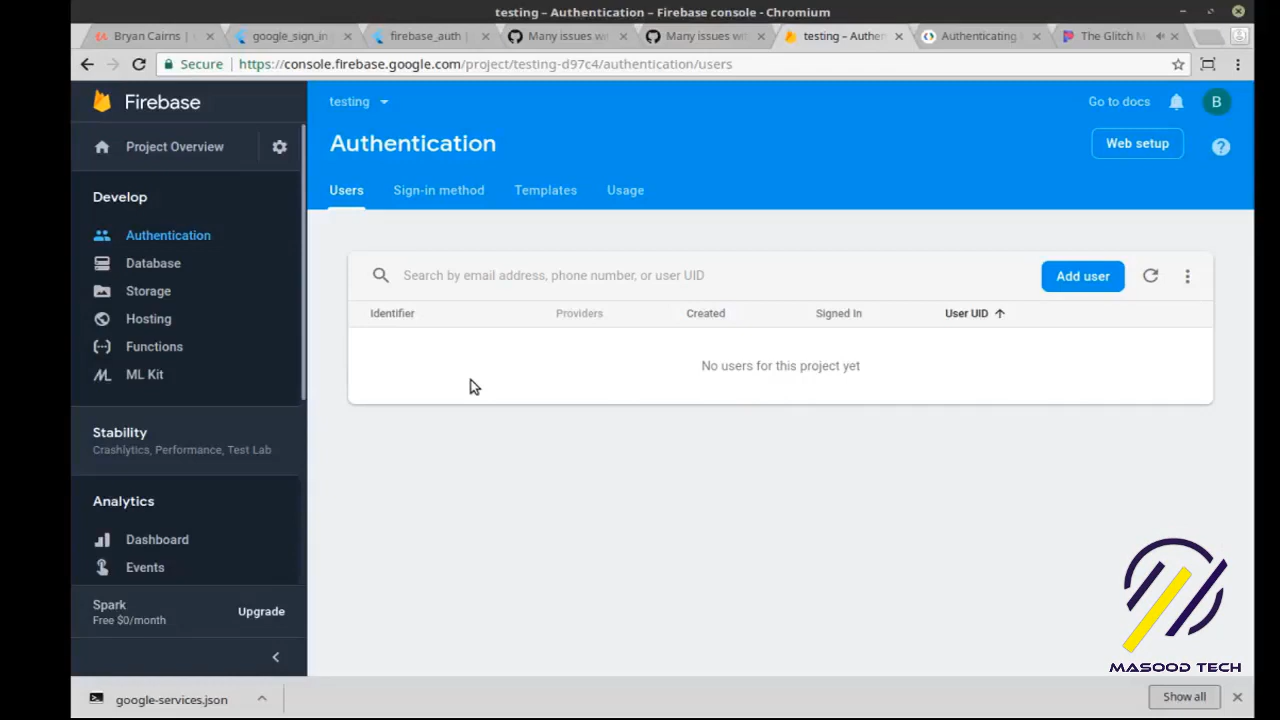 testing – Authentication – Firebase console - Chromium
Bryan Cairns |
google_sign_in
firebase_auth |
Many issues wi
Many issues wi
testing – Authen
Authenticating
The Glitch M
Secure
https://console.firebase.google.com/project/testing-d97c4/authentication/users
Firebase
testing
Go to docs
B
Project Overview
Authentication
Web setup
?
Users
Sign-in method
Templates
Usage
Develop
Authentication
Database
Storage
Hosting
Functions
ML Kit
Search by email address, phone number, or user UID
Add user
Identifier
Providers
Created
Signed In
User UID
No users for this project yet
Stability
Crashlytics, Performance, Test Lab
Analytics
Dashboard
Events
Spark
Free $0/month
Upgrade
MASOOD TECH
google-services.json
Show all